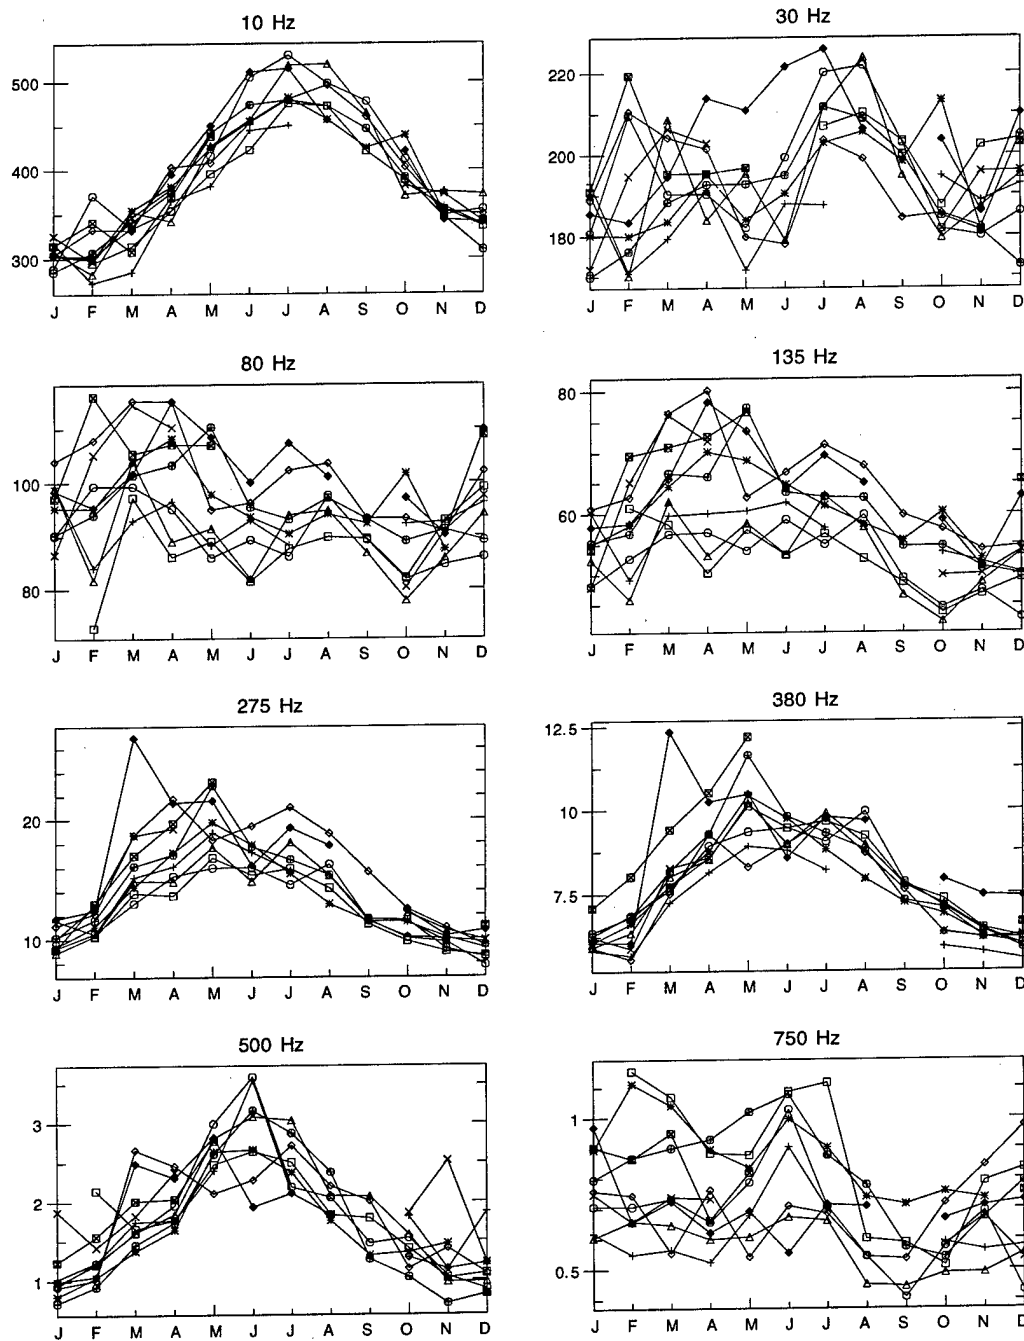 10 Hz
500
400
300
J F M A M J J A S O N D
30 Hz
220
200
180
J F M A M J J A S O N D
80 Hz
100
80
J F M A M J J A S O N D
135 Hz
80
60
J F M A M J J A S O N D
275 Hz
20
10
J F M A M J J A S O N D
380 Hz
12.5
10
7.5
J F M A M J J A S O N D
500 Hz
3
2
1
J F M A M J J A S O N D
750 Hz
1
0.5
J F M A M J J A S O N D